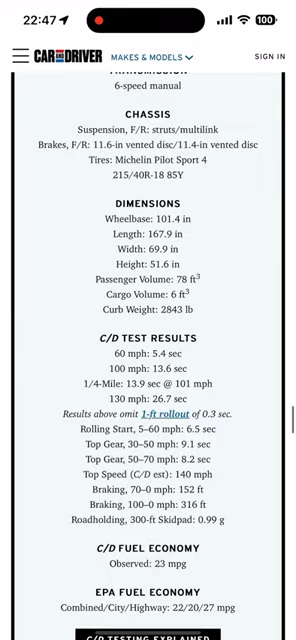 22:47
100
CAR AND DRIVER
MAKES & MODELS
SIGN IN
TRANSMISSION
6-speed manual
CHASSIS
Suspension, F/R: struts/multilink
Brakes, F/R: 11.6-in vented disc/11.4-in vented disc
Tires: Michelin Pilot Sport 4
215/40R-18 85Y
DIMENSIONS
Wheelbase: 101.4 in
Length: 167.9 in
Width: 69.9 in
Height: 51.6 in
Passenger Volume: 78 ft³
Cargo Volume: 6 ft³
Curb Weight: 2843 lb
C/D TEST RESULTS
60 mph: 5.4 sec
100 mph: 13.6 sec
1/4-Mile: 13.9 sec @ 101 mph
130 mph: 26.7 sec
Results above omit 1-ft rollout of 0.3 sec.
Rolling Start, 5–60 mph: 6.5 sec
Top Gear, 30–50 mph: 9.1 sec
Top Gear, 50–70 mph: 8.2 sec
Top Speed (C/D est): 140 mph
Braking, 70–0 mph: 152 ft
Braking, 100–0 mph: 316 ft
Roadholding, 300-ft Skidpad: 0.99 g
C/D FUEL ECONOMY
Observed: 23 mpg
EPA FUEL ECONOMY
Combined/City/Highway: 22/20/27 mpg
C/D TESTING EXPLAINED